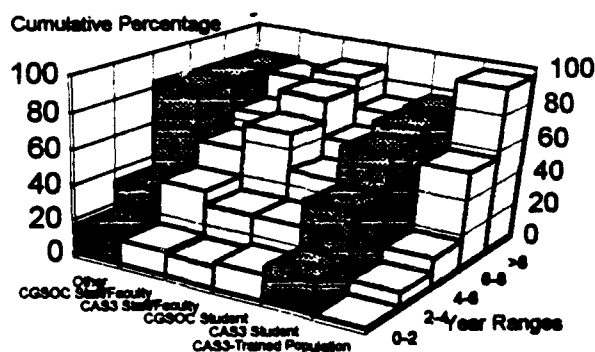 Cumulative Percentage
100
80
60
40
20
0
100
80
60
40
20
0
Other
CGSOC Staff/Faculty
CAS3 Staff/Faculty
CGSOC Student
CAS3 Student
CAS3-Trained Population
0-2
2-4
4-6
6-8
>8
Year Ranges